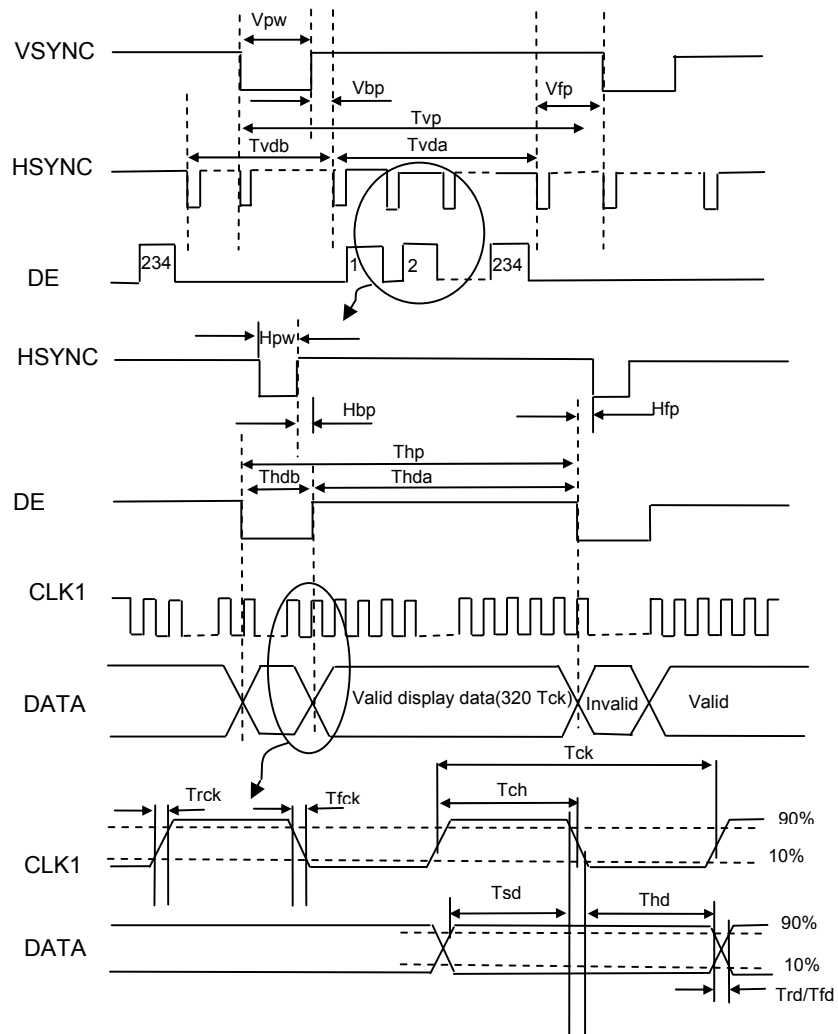 Vpw
VSYNC
Vbp
Vfp
Tvp
Tvdb
Tvda
HSYNC
234
1
2
234
DE
Hpw
HSYNC
Hbp
Hfp
Thp
Thdb
Thda
DE
CLK1
Valid display data(320 Tck)
Invalid
Valid
DATA
Tck
Trck
Tfck
Tch
90%
10%
CLK1
Tsd
Thd
90%
DATA
10%
Trd/Tfd